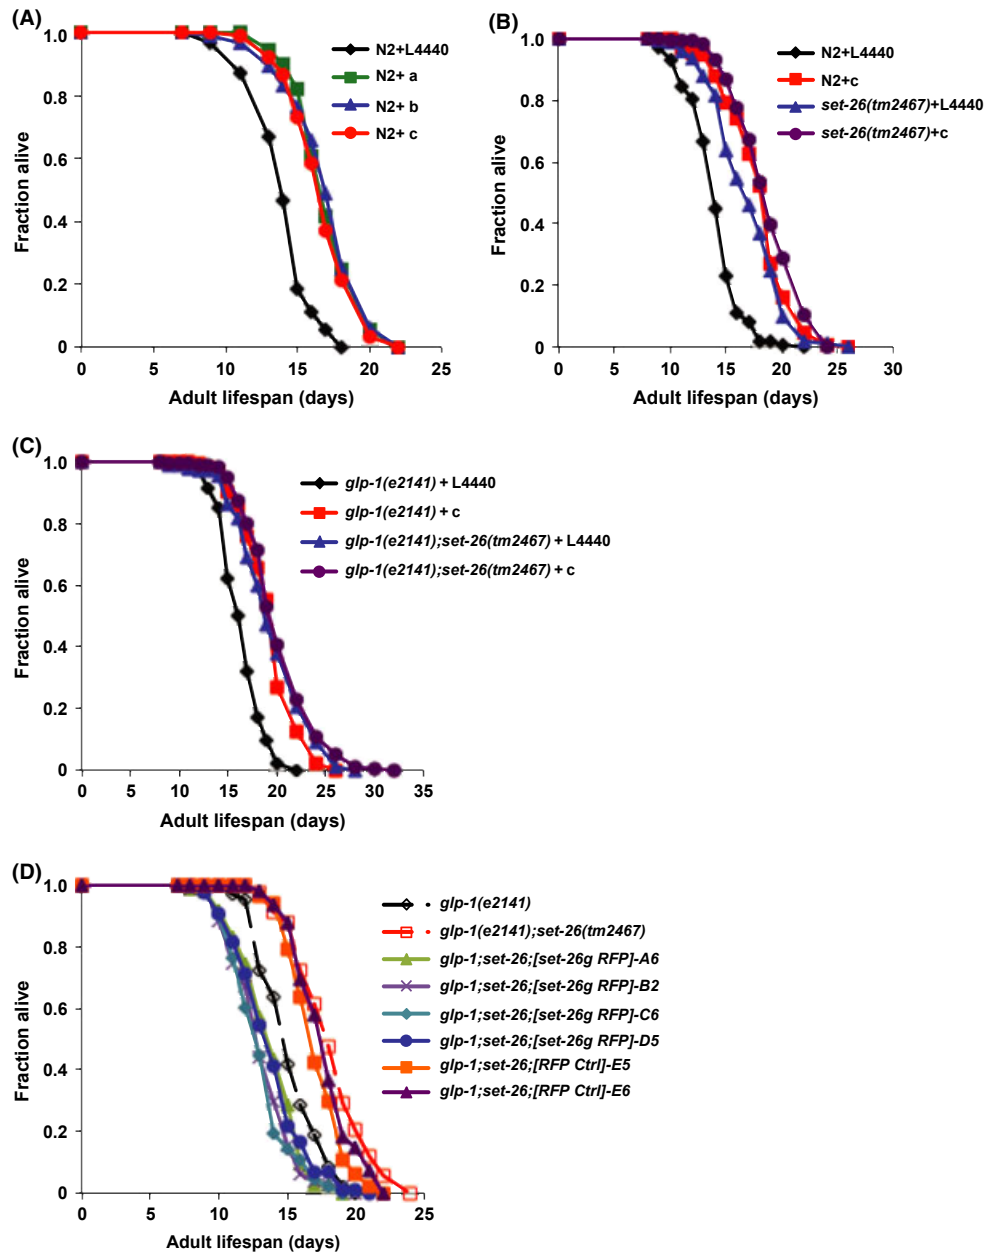 (A)
1.0
0.8
0.6
0.4
0.2
0
Fraction alive
0 5 10 15 20 25
Adult lifespan (days)
N2+L4440
N2+ a
N2+ b
N2+ c
(B)
1.0
0.8
0.6
0.4
0.2
0
Fraction alive
0 5 10 15 20 25 30
Adult lifespan (days)
N2+L4440
N2+c
set-26(tm2467)+L4440
set-26(tm2467)+c
(C)
1.0
0.8
0.6
0.4
0.2
0
Fraction alive
0 5 10 15 20 25 30 35
Adult lifespan (days)
glp-1(e2141) + L4440
glp-1(e2141) + c
glp-1(e2141);set-26(tm2467) + L4440
glp-1(e2141);set-26(tm2467) + c
(D)
1.0
0.8
0.6
0.4
0.2
0
Fraction alive
0 5 10 15 20 25
Adult lifespan (days)
glp-1(e2141)
glp-1(e2141);set-26(tm2467)
glp-1;set-26;[set-26g RFP]-A6
glp-1;set-26;[set-26g RFP]-B2
glp-1;set-26;[set-26g RFP]-C6
glp-1;set-26;[set-26g RFP]-D5
glp-1;set-26;[RFP Ctrl]-E5
glp-1;set-26;[RFP Ctrl]-E6